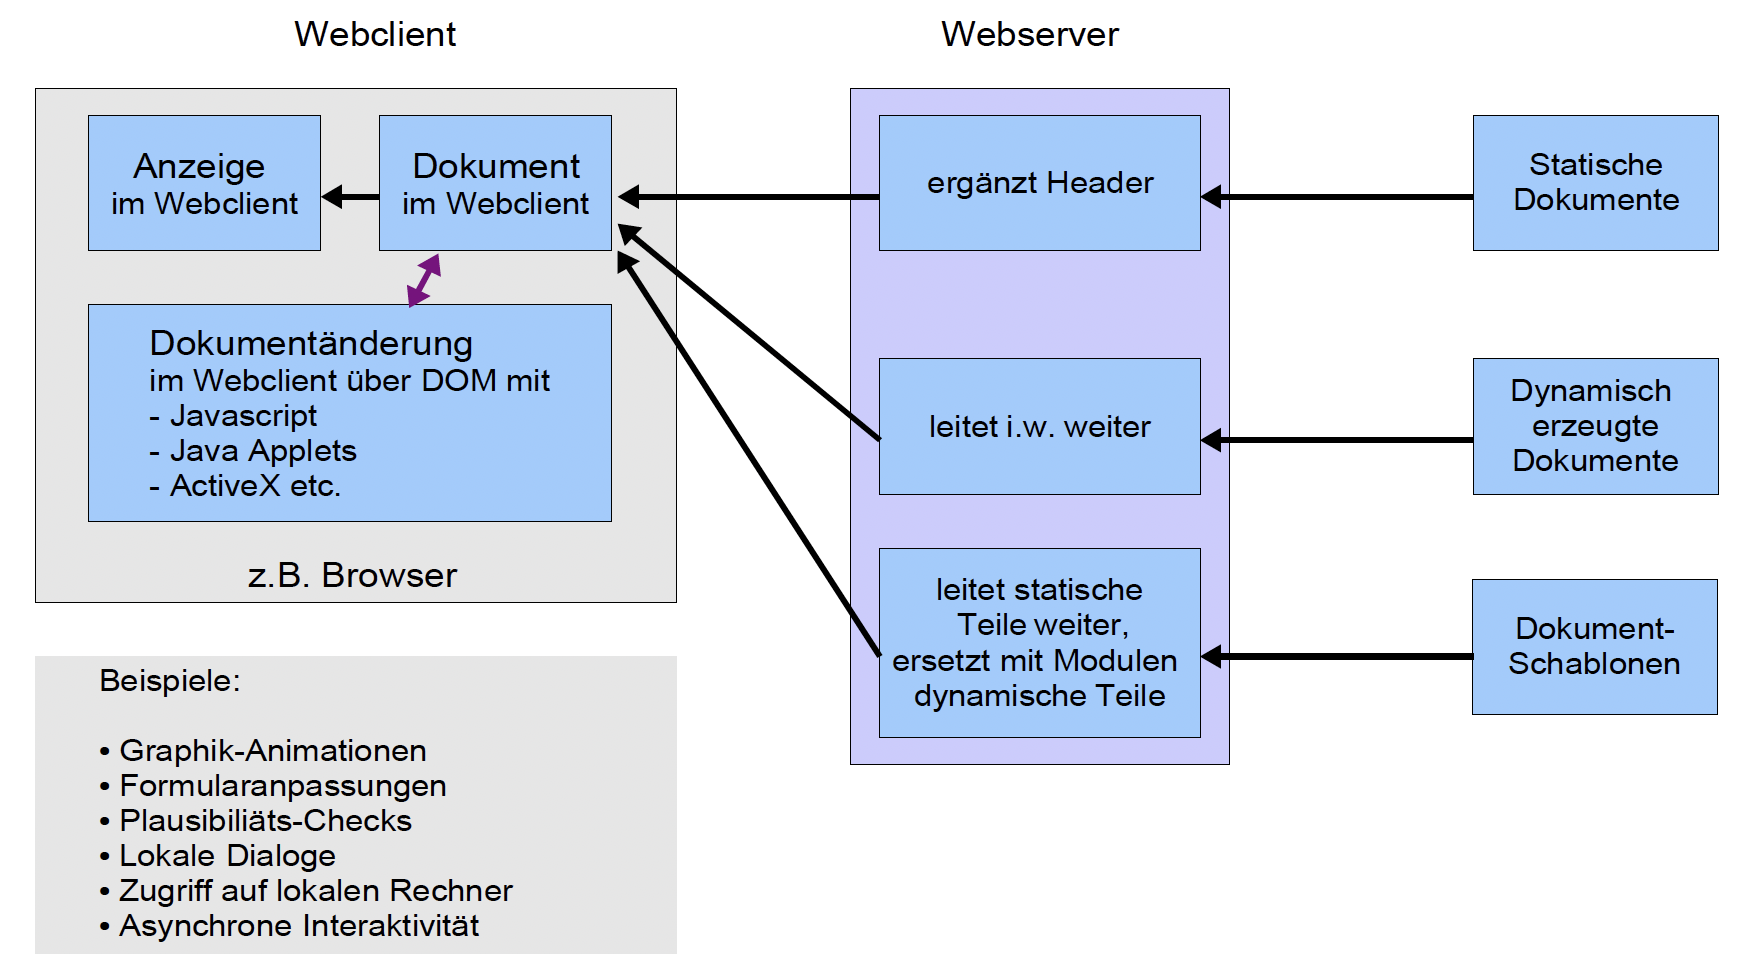 Webclient
Webserver
Anzeige
im Webclient
Dokument
im Webclient
ergänzt Header
Statische
Dokumente
Dokumentänderung
im Webclient über DOM mit
- Javascript
- Java Applets
- ActiveX etc.
z.B. Browser
leitet i.w. weiter
Dynamisch
erzeugte
Dokumente
leitet statische
Teile weiter,
ersetzt mit Modulen
dynamische Teile
Dokument-
Schablonen
Beispiele:
• Graphik-Animationen
• Formularanpassungen
• Plausibiliäts-Checks
• Lokale Dialoge
• Zugriff auf lokalen Rechner
• Asynchrone Interaktivität